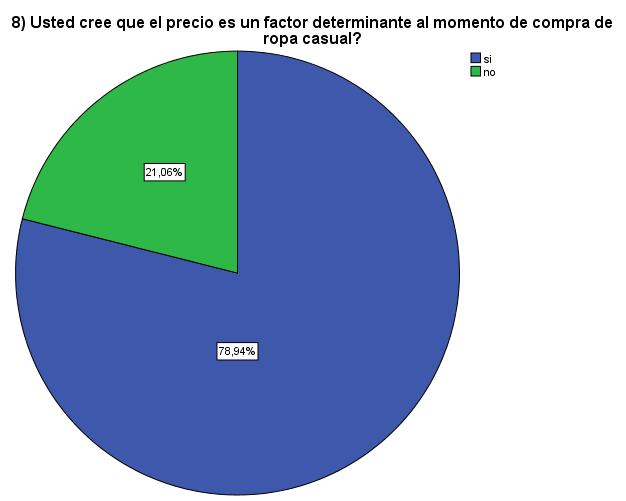 8) Usted cree que el precio es un factor determinante al momento de compra de
ropa casual?
si
no
21,06%
78,94%